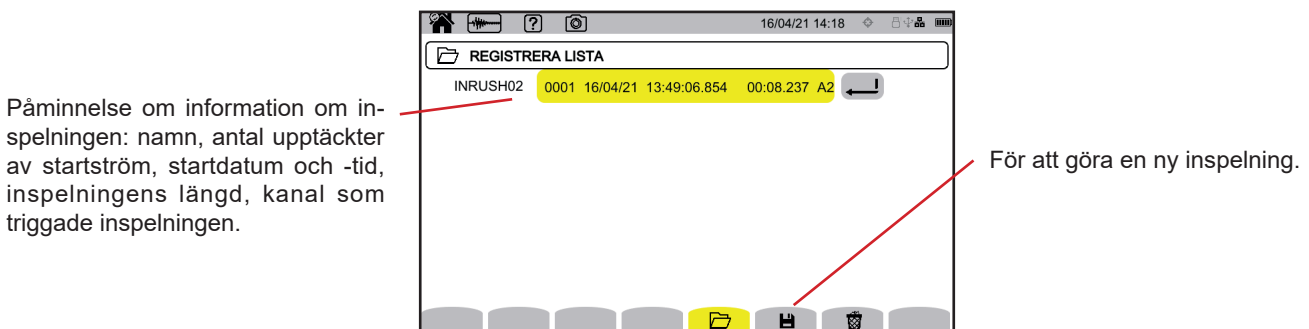 16/04/21 14:18
REGISTRERA LISTA
INRUSH02 0001 16/04/21 13:49:06.854 00:08.237 A2
Påminnelse om information om in-
spelningen: namn, antal upptäckter
av startström, startdatum och -tid,
inspelningens längd, kanal som
triggade inspelningen.
För att göra en ny inspelning.